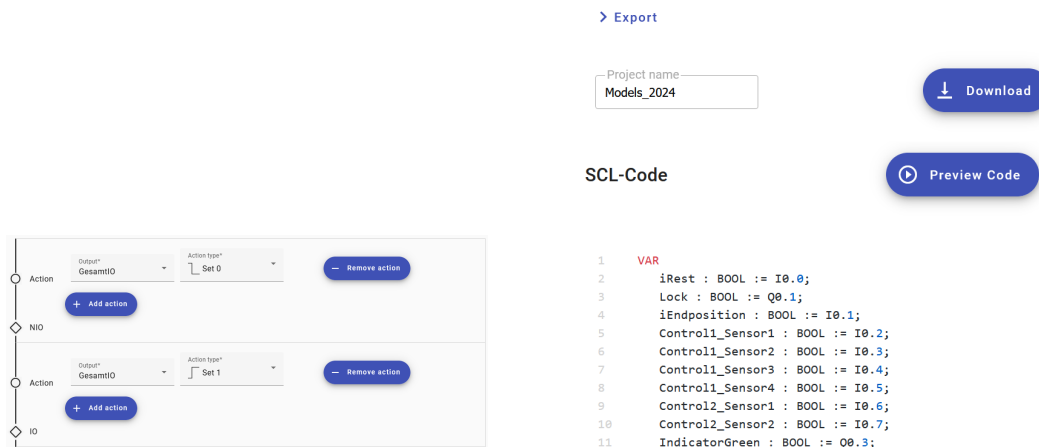 Export
Project name
Models_2024
Download
SCL-Code
Preview Code
Output*
GesamtIO
Action type*
Set 0
Action
Remove action
Add action
NIO
Output*
GesamtIO
Action type*
Set 1
Action
Remove action
Add action
IO
1 VAR
2 iRest : BOOL := I0.0;
3 Lock : BOOL := Q0.1;
4 iEndposition : BOOL := I0.1;
5 Control1_Sensor1 : BOOL := I0.2;
6 Control1_Sensor2 : BOOL := I0.3;
7 Control1_Sensor3 : BOOL := I0.4;
8 Control1_Sensor4 : BOOL := I0.5;
9 Control2_Sensor1 : BOOL := I0.6;
10 Control2_Sensor2 : BOOL := I0.7;
11 IndicatorGreen : BOOL := Q0.3;